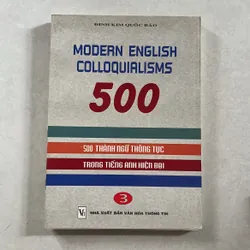 ĐINH KIM QUỐC BẢO
MODERN ENGLISH
COLLOQUIALISMS
500
500 THÀNH NGỮ THÔNG TỤC
TRONG TIẾNG ANH HIỆN ĐẠI
3
NHÀ XUẤT BẢN VĂN HÓA THÔNG TIN